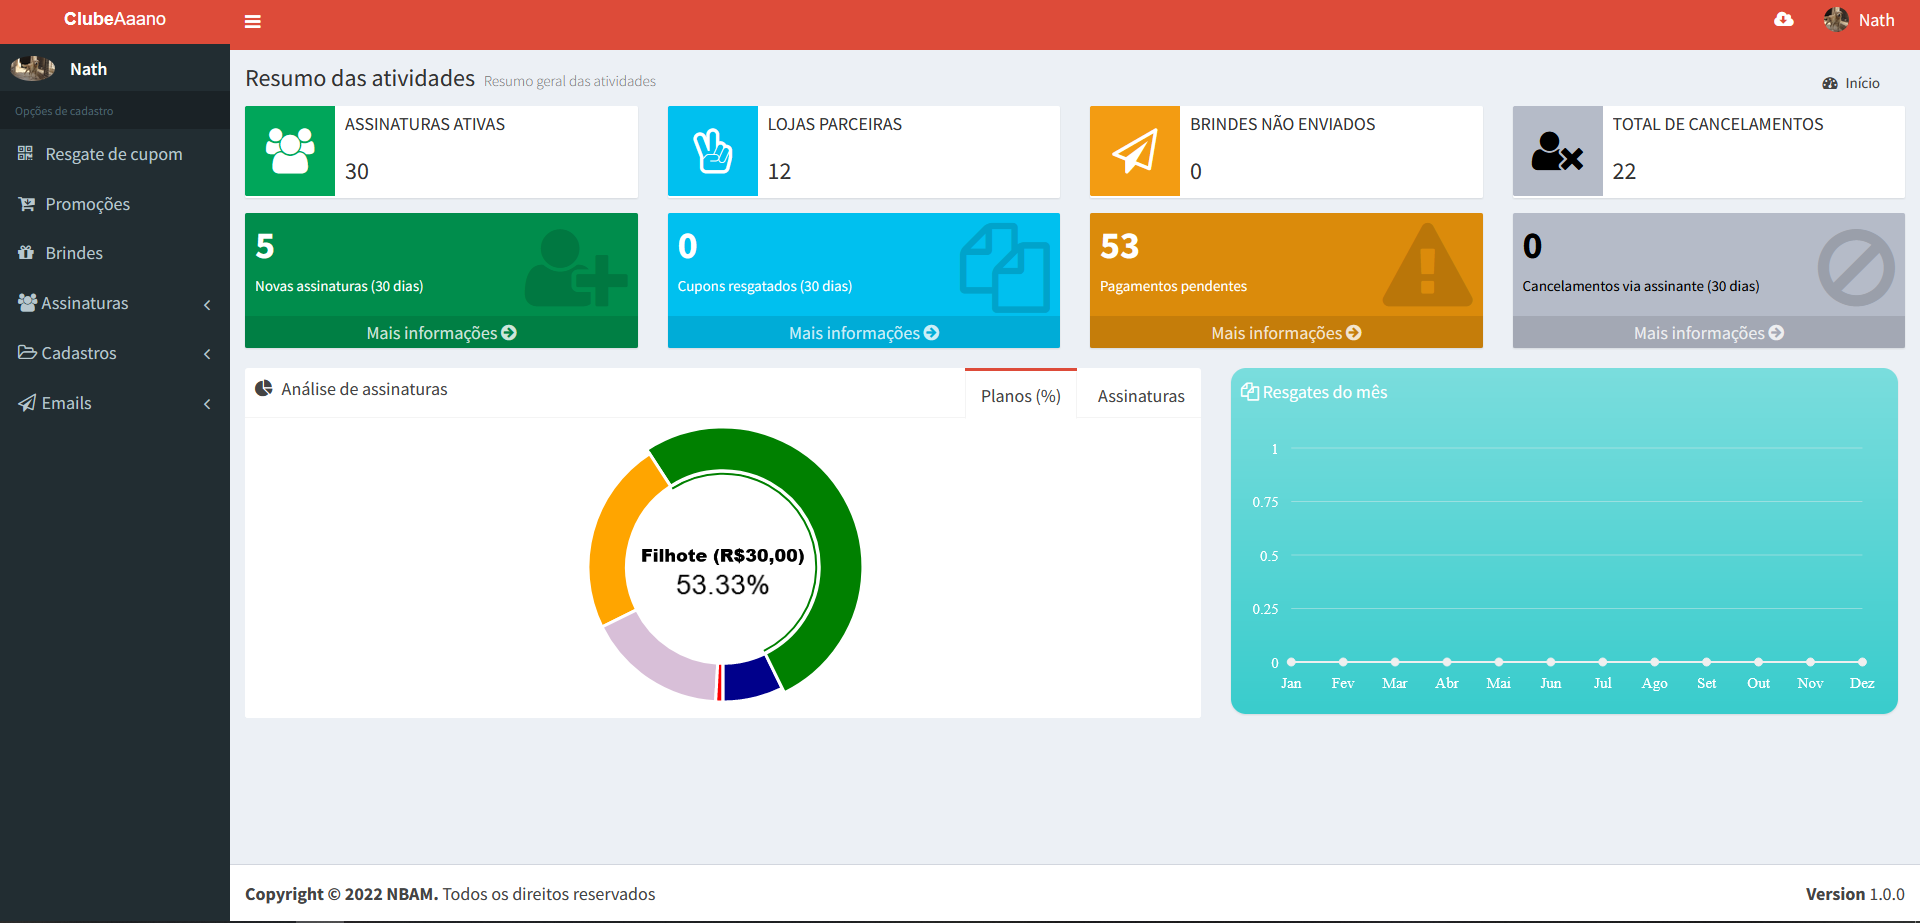 ClubeAaano
Nath
Nath
Opções de cadastro
Resgate de cupom
Promoções
Brindes
Assinaturas
Cadastros
Emails
Resumo das atividades Resumo geral das atividades
Início
ASSINATURAS ATIVAS
30
LOJAS PARCEIRAS
12
BRINDES NÃO ENVIADOS
0
TOTAL DE CANCELAMENTOS
22
5
Novas assinaturas (30 dias)
Mais informações
0
Cupons resgatados (30 dias)
Mais informações
53
Pagamentos pendentes
Mais informações
0
Cancelamentos via assinante (30 dias)
Mais informações
Análise de assinaturas
Planos (%)
Assinaturas
Filhote (R$30,00)
53.33%
Resgates do mês
1
0.75
0.5
0.25
0
Jan Fev Mar Abr Mai Jun Jul Ago Set Out Nov Dez
Copyright © 2022 NBAM. Todos os direitos reservados
Version 1.0.0